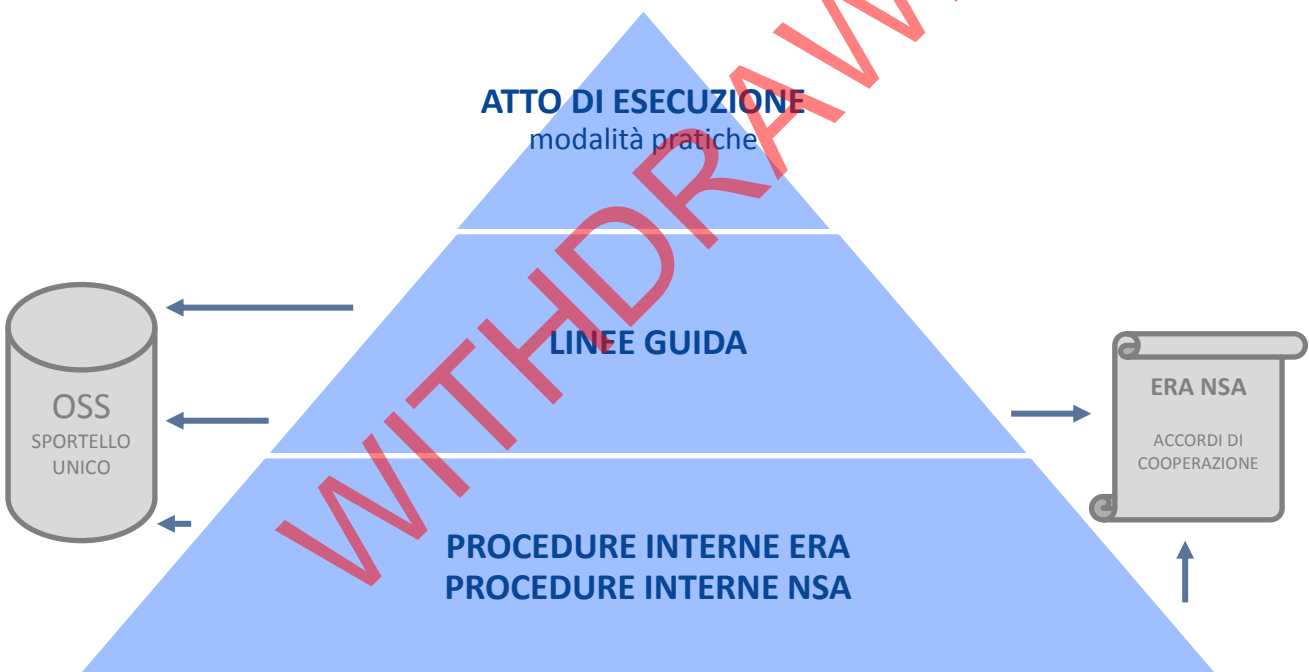 ATTO DI ESECUZIONE
modalità pratiche
LINEE GUIDA
OSS
SPORTELLO
UNICO
ERA NSA
ACCORDI DI
COOPERAZIONE
PROCEDURE INTERNE ERA
PROCEDURE INTERNE NSA
WITHDRAW